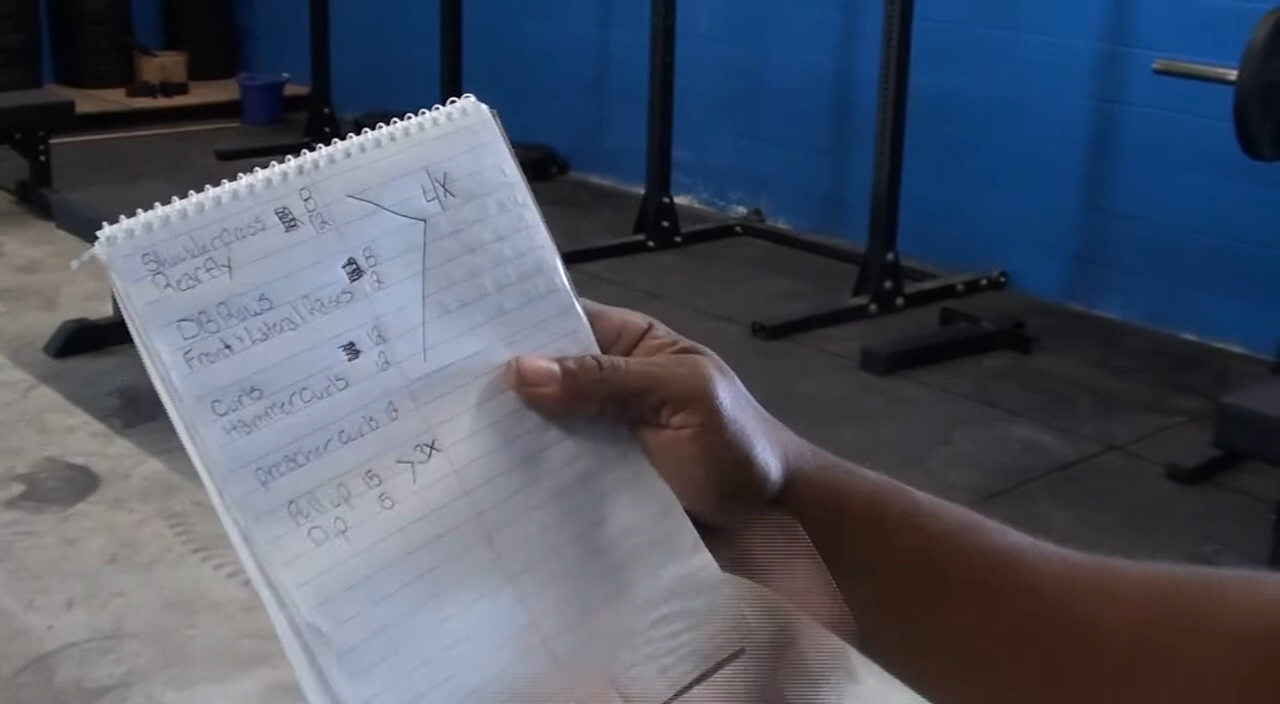 Shoulder press 8
Rear fly 12
4X
DB Rows 8
Front & Lateral Raises 12
Curls 12
Hammer Curls 12
preacher curls 12
Pull up 15
Dip 15
>3X